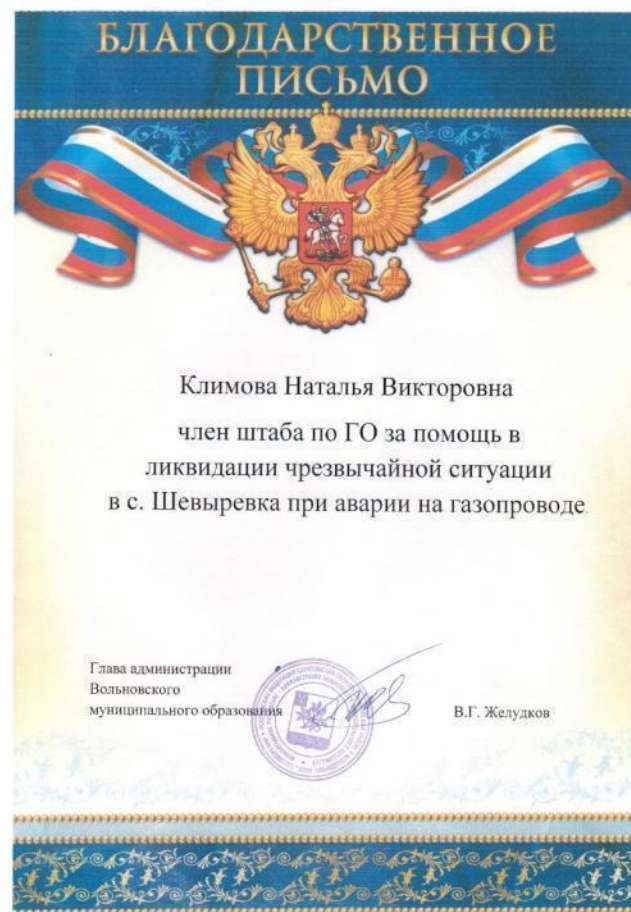 БЛАГОДАРСТВЕННОЕ
ПИСЬМО
Климова Наталья Викторовна
член штаба по ГО за помощь в
ликвидации чрезвычайной ситуации
в с. Шевыревка при аварии на газопроводе.
Глава администрации
Вольновского
муниципального образования
В.Г. Желудков